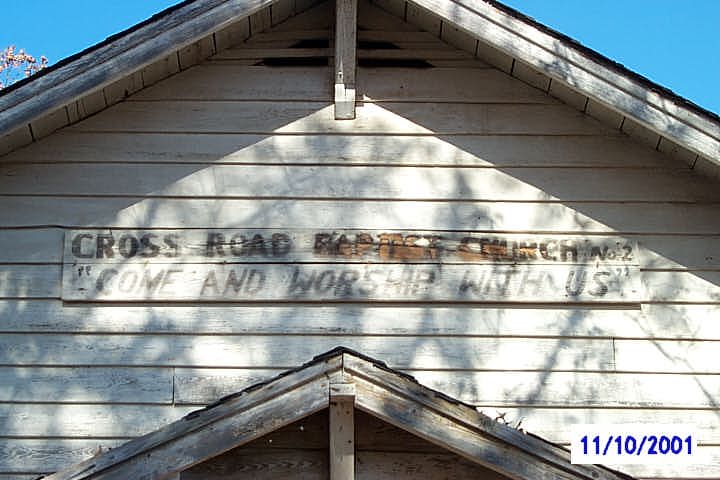 CROSS ROAD BAPTIST CHURCH No. 2
"COME AND WORSHIP WITH US"
11/10/2001